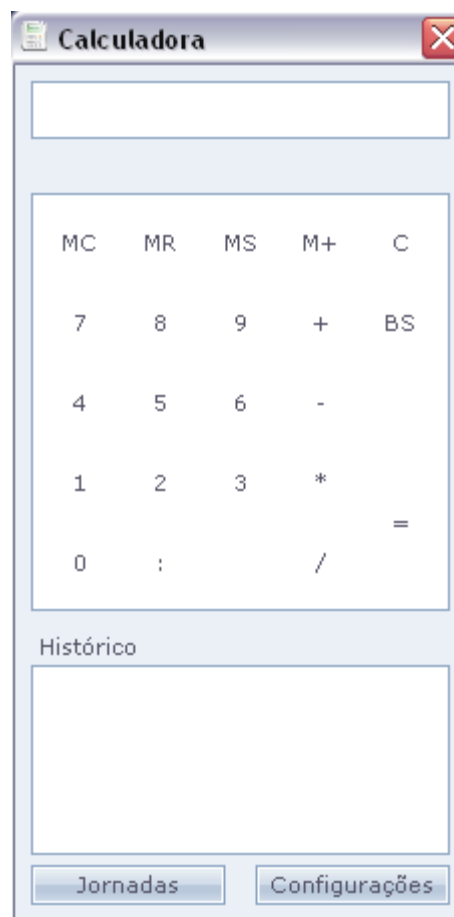 Calculadora
MC MR MS M+ C
7 8 9 + BS
4 5 6 -
1 2 3 *
=
0 : /
Histórico
Jornadas Configurações